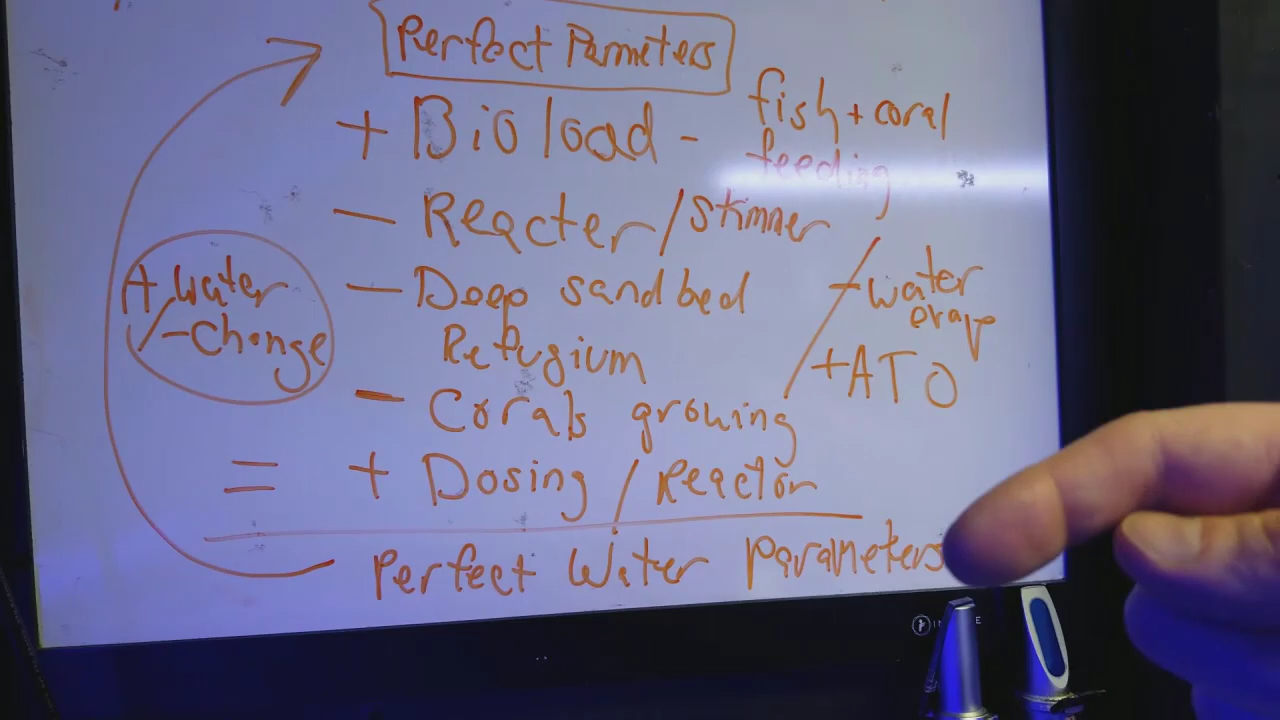 Perfect Parmeters
+ Bioload - fish + coral
feeding
- Reacter / Skimner
- Deep sand bed
Refugium
- Corals growing
= + Dosing / Reactor
Perfect Water Parameters
- water
evap
+ ATO
+ Water
/ - Change